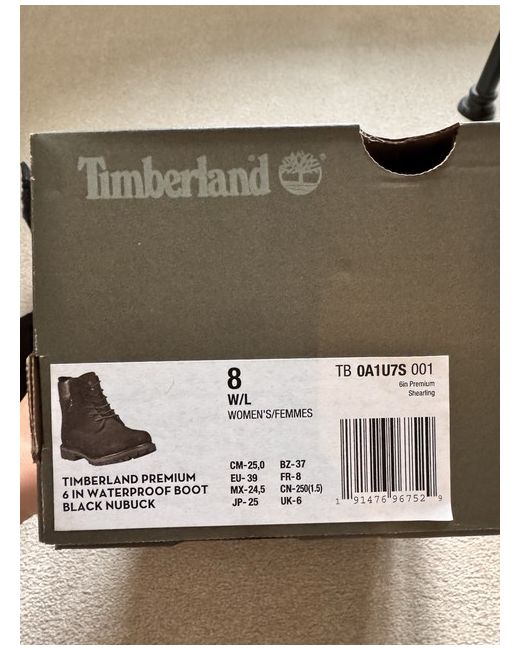 Timberland
8
W/L
WOMEN'S/FEMMES
TB 0A1U7S 001
6in Premium
Shearling
TIMBERLAND PREMIUM
6 IN WATERPROOF BOOT
BLACK NUBUCK
CM-25,0 BZ-37
EU- 39 FR-8
MX-24,5 CN-250(1.5)
JP- 25 UK-6
1 91476 96752 9